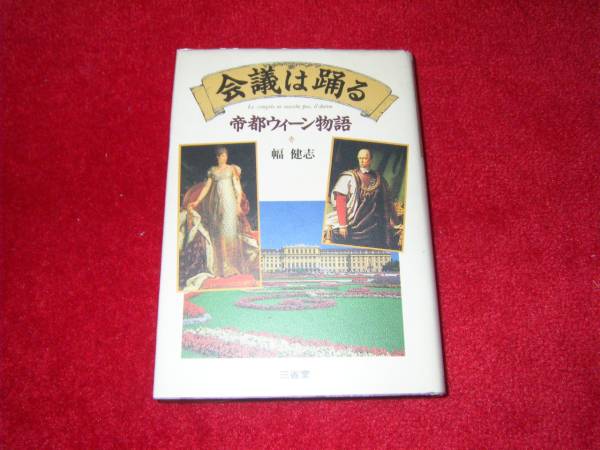 会議は踊る
Le congrès ne marche pas, il danse
帝都ウィーン物語
幅 健志
三省堂